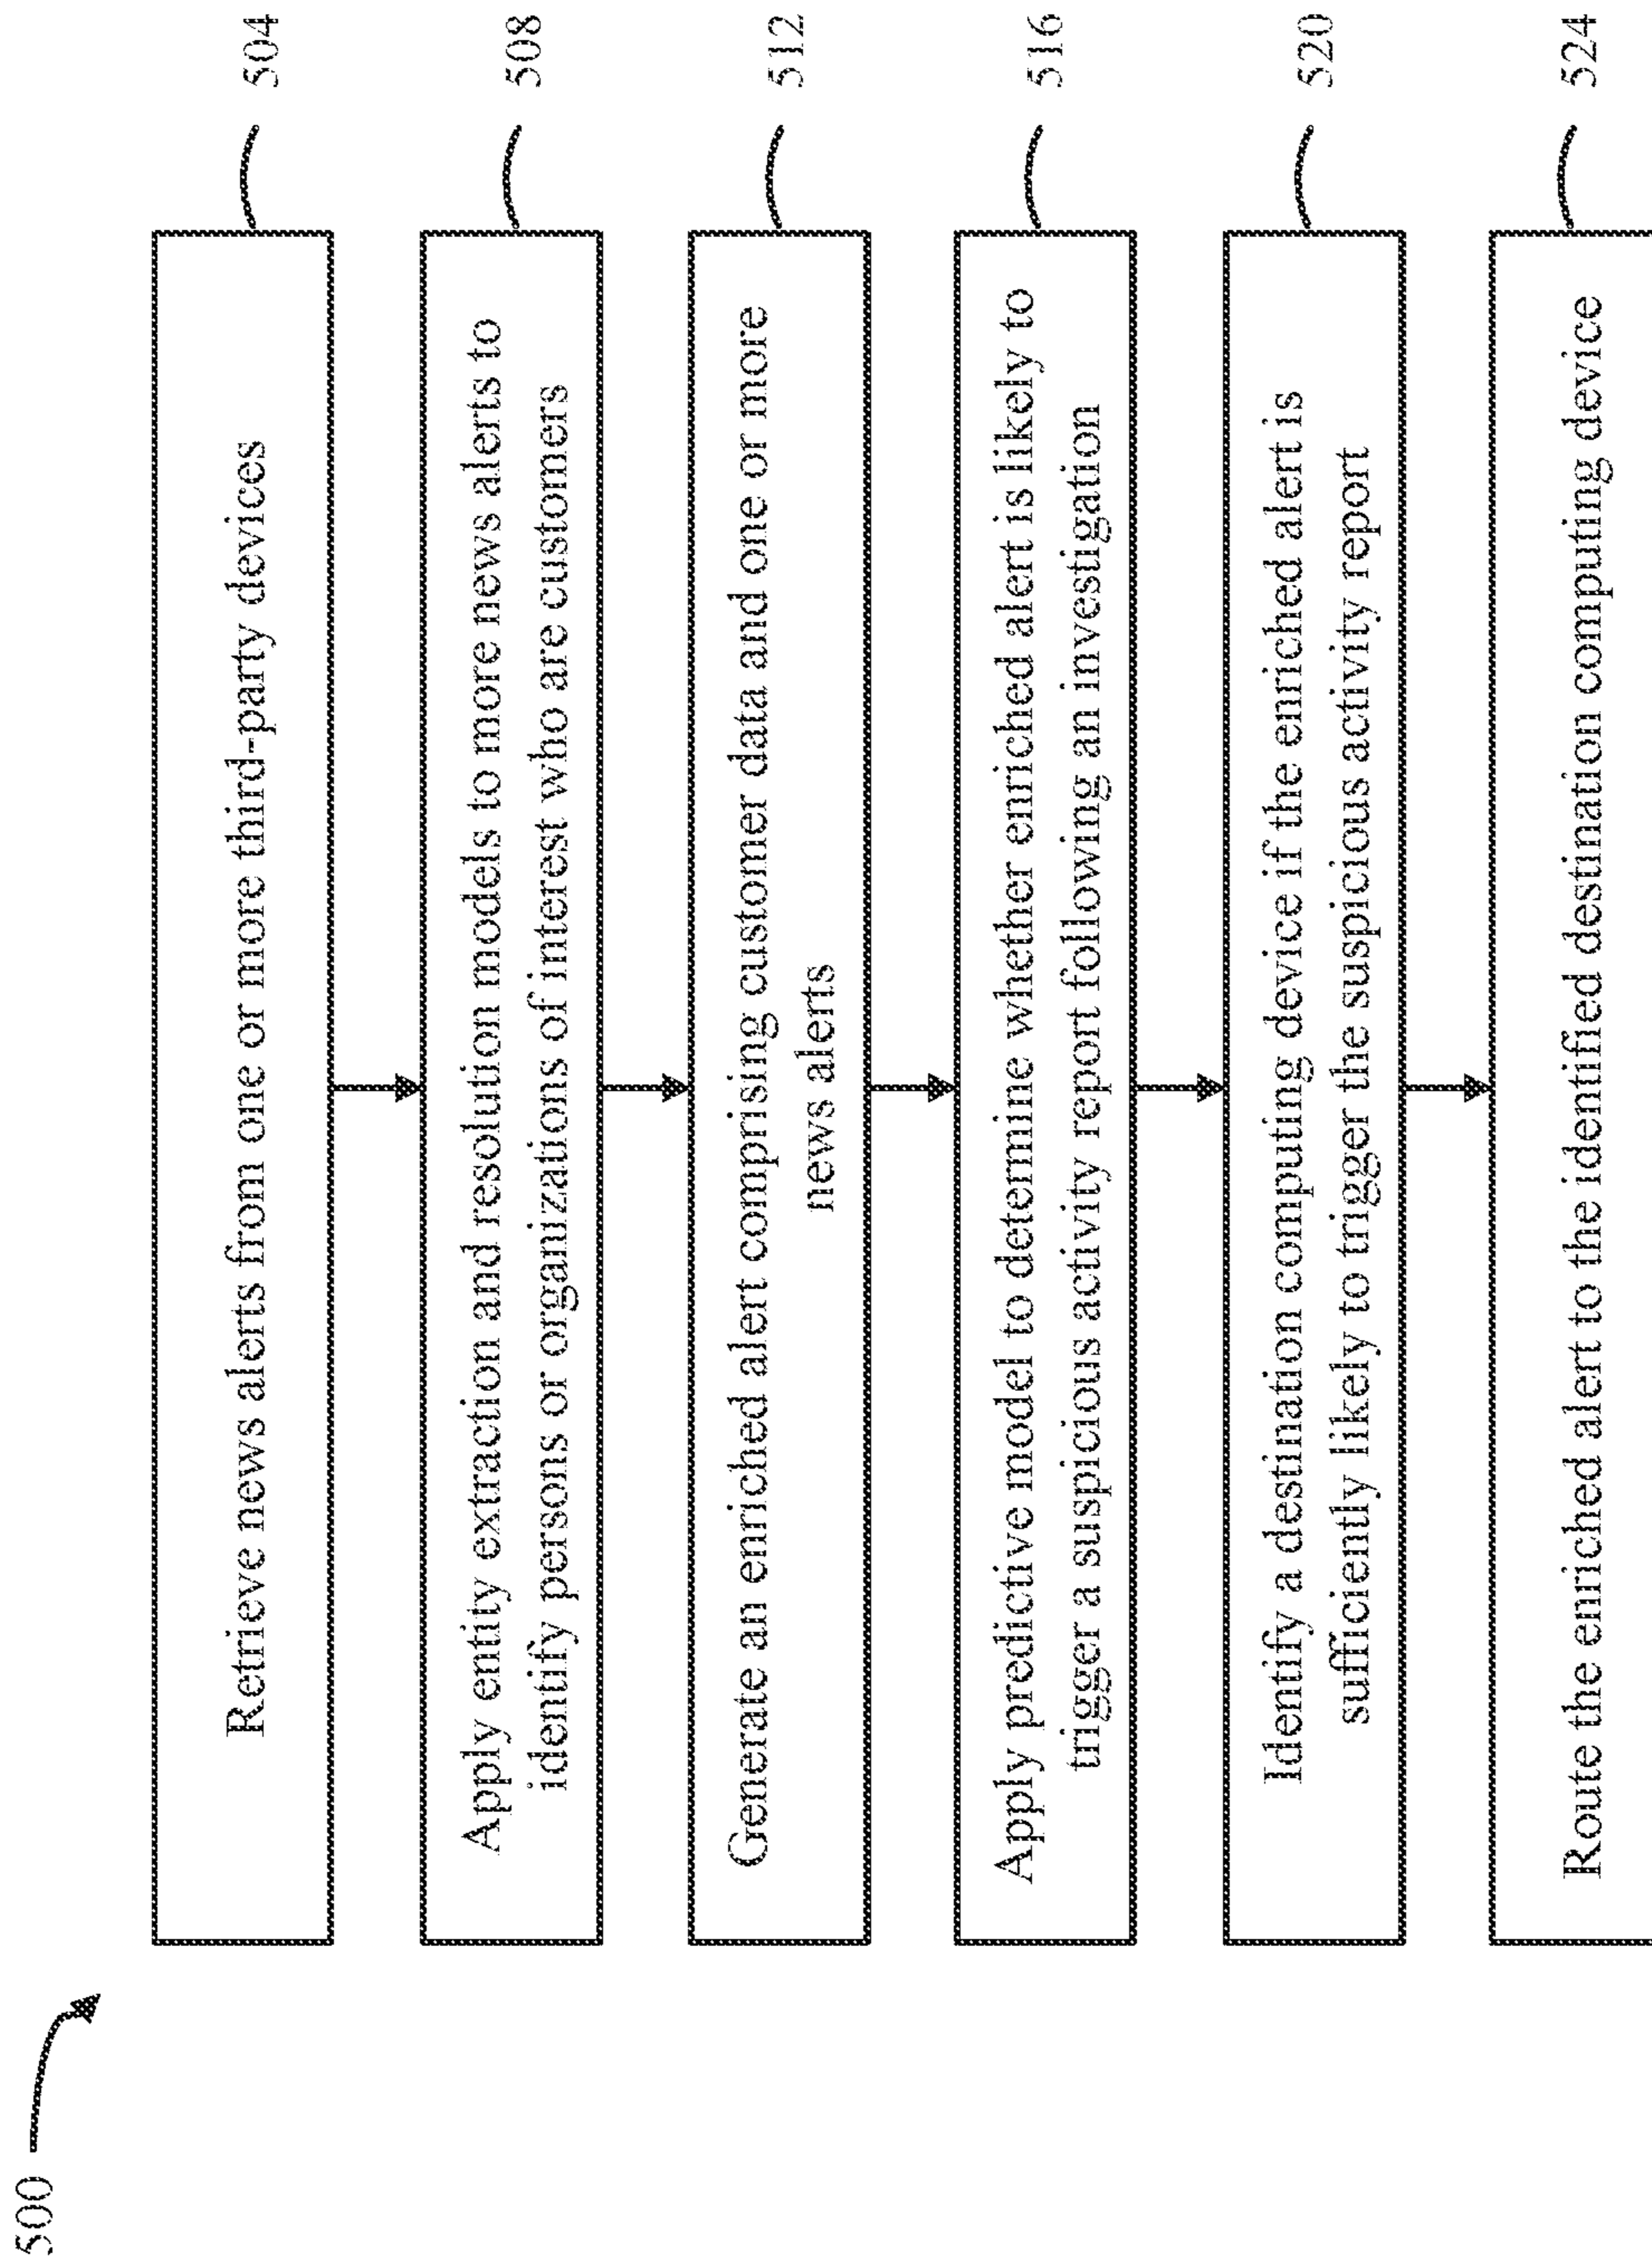 500
Retrieve news alerts from one or more third-party devices
504
Apply entity extraction and resolution models to more news alerts to
identify persons or organizations of interest who are customers
508
Generate an enriched alert comprising customer data and one or more
news alerts
512
Apply predictive model to determine whether enriched alert is likely to
trigger a suspicious activity report following an investigation
516
Identify a destination computing device if the enriched alert is
sufficiently likely to trigger the suspicious activity report
520
Route the enriched alert to the identified destination computing device
524